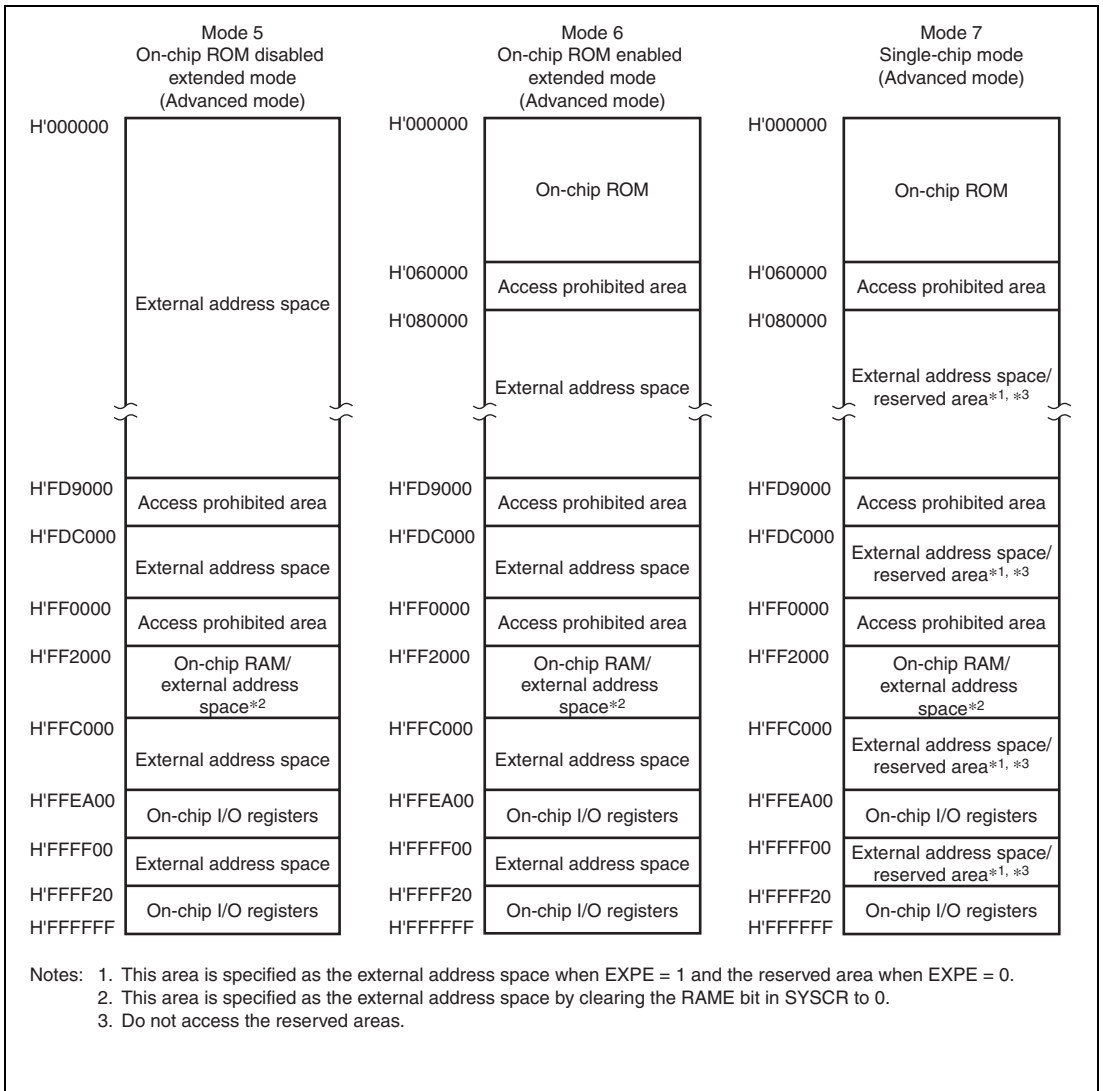 Mode 5
On-chip ROM disabled
extended mode
(Advanced mode)
H'000000
External address space
H'FD9000
Access prohibited area
H'FDC000
External address space
H'FF0000
Access prohibited area
H'FF2000
On-chip RAM/
external address
space*2
H'FFC000
External address space
H'FFEA00
On-chip I/O registers
H'FFFF00
External address space
H'FFFF20
On-chip I/O registers
H'FFFFFF
Mode 6
On-chip ROM enabled
extended mode
(Advanced mode)
H'000000
On-chip ROM
H'060000
Access prohibited area
H'080000
External address space
H'FD9000
Access prohibited area
H'FDC000
External address space
H'FF0000
Access prohibited area
H'FF2000
On-chip RAM/
external address
space*2
H'FFC000
External address space
H'FFEA00
On-chip I/O registers
H'FFFF00
External address space
H'FFFF20
On-chip I/O registers
H'FFFFFF
Mode 7
Single-chip mode
(Advanced mode)
H'000000
On-chip ROM
H'060000
Access prohibited area
H'080000
External address space/
reserved area*1, *3
H'FD9000
Access prohibited area
H'FDC000
External address space/
reserved area*1, *3
H'FF0000
Access prohibited area
H'FF2000
On-chip RAM/
external address
space*2
H'FFC000
External address space/
reserved area*1, *3
H'FFEA00
On-chip I/O registers
H'FFFF00
External address space/
reserved area*1, *3
H'FFFF20
On-chip I/O registers
H'FFFFFF
Notes: 1. This area is specified as the external address space when EXPE = 1 and the reserved area when EXPE = 0.
2. This area is specified as the external address space by clearing the RAME bit in SYSCR to 0.
3. Do not access the reserved areas.